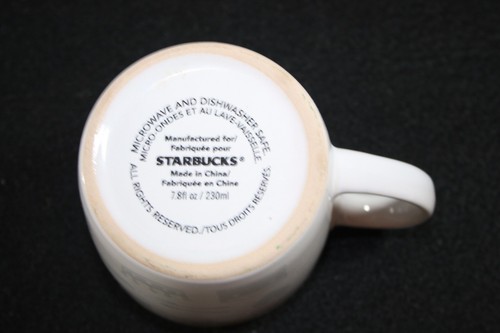 MICROWAVE AND DISHWASHER SAFE.
MICRO-ONDES ET AU LAVE-VAISSELLE
Manufactured for/
Fabriquée pour
STARBUCKS®
Made in China/
Fabriquée en Chine
7.8fl oz / 230ml
ALL RIGHTS RESERVED./TOUS DROITS RÉSERVÉS.